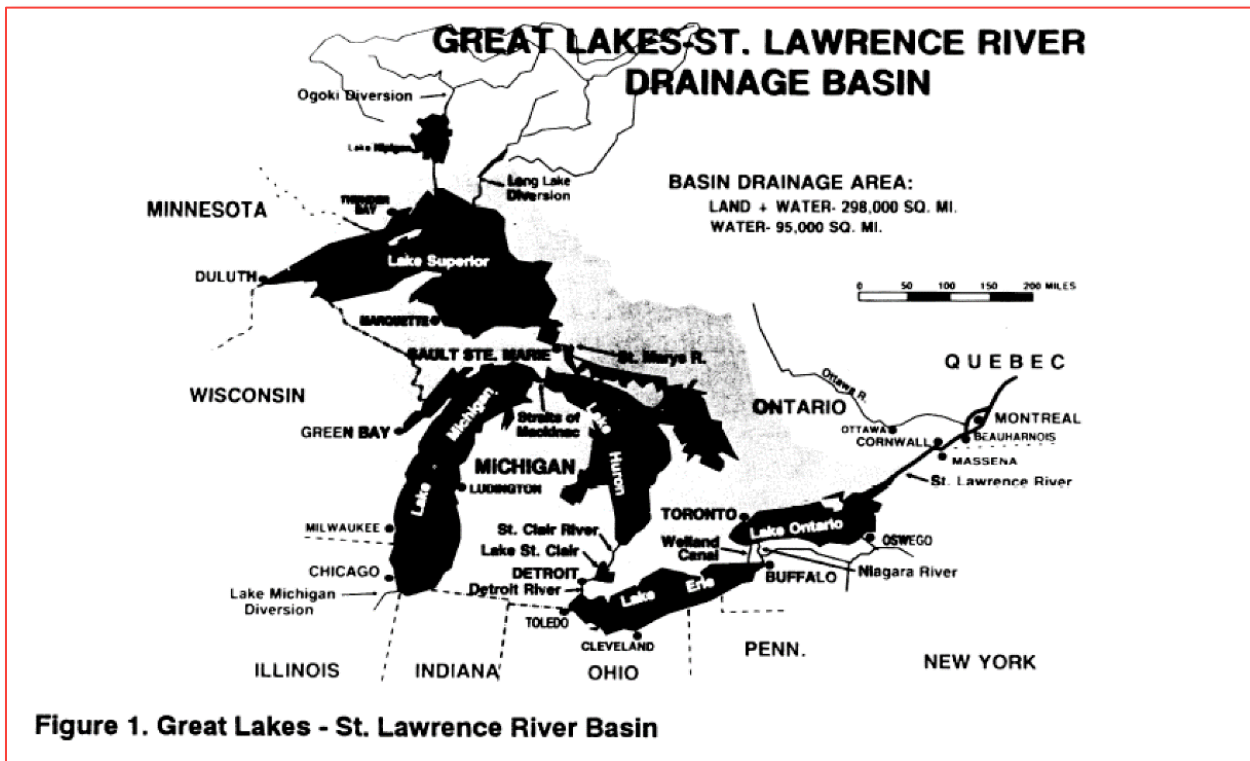 GREAT LAKES-ST. LAWRENCE RIVER
DRAINAGE BASIN
Ogoki Diversion
Lake Nipigon
Long Lake
Diversion
BASIN DRAINAGE AREA:
LAND + WATER- 298,000 SQ. MI.
WATER- 95,000 SQ. MI.
MINNESOTA
THUNDER
BAY
Lake Superior
DULUTH
0 50 100 150 200 MILES
MARQUETTE
SAULT STE. MARIE
St. Marys R.
QUEBEC
WISCONSIN
Ottawa R.
ONTARIO
MONTREAL
OTTAWA
CORNWALL
BEAUHARNOIS
MASSENA
St. Lawrence River
GREEN BAY
Straits of
Mackinac
Lake Michigan
Lake Huron
MICHIGAN
LUDINGTON
MILWAUKEE
TORONTO
Lake Ontario
OSWEGO
St. Clair River
Lake St. Clair
Welland
Canal
CHICAGO
DETROIT
Detroit River
Lake Erie
BUFFALO
Niagara River
Lake Michigan
Diversion
TOLEDO
CLEVELAND
ILLINOIS
INDIANA
OHIO
PENN.
NEW YORK
Figure 1. Great Lakes - St. Lawrence River Basin